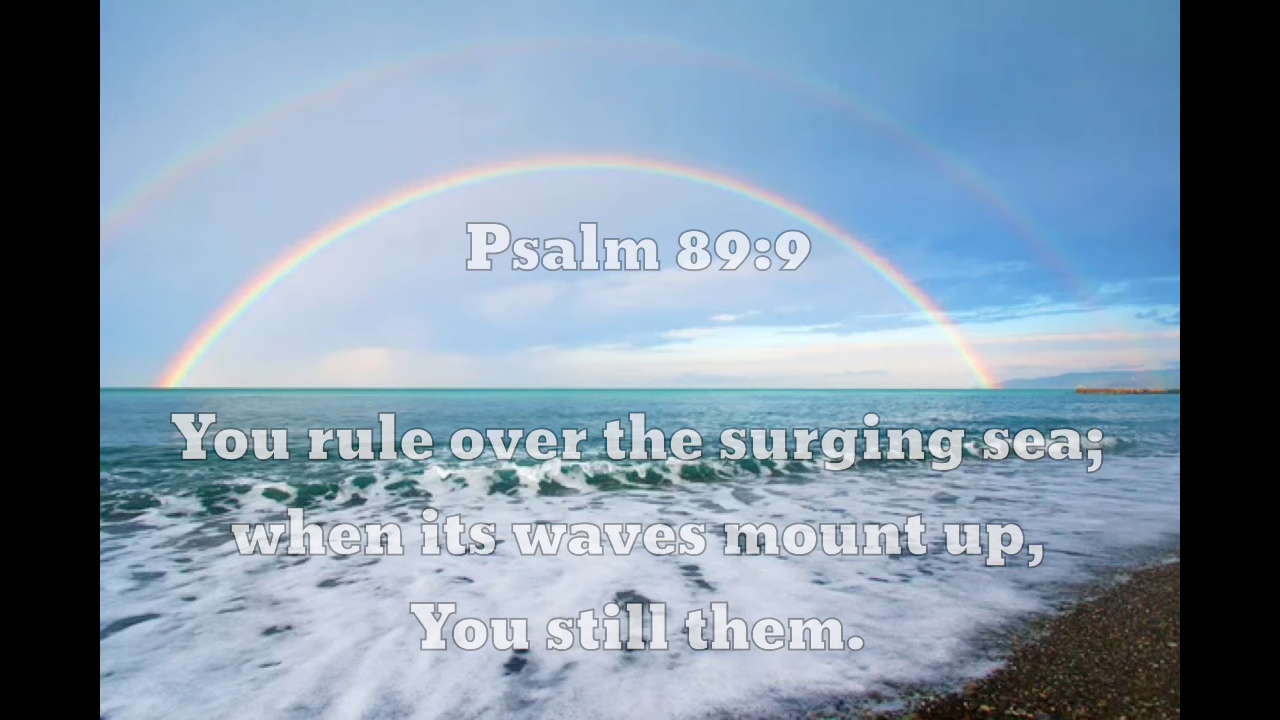 Psalm 89:9
You rule over the surging sea;
when its waves mount up,
You still them.